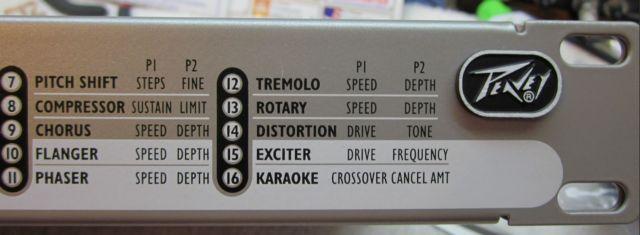 P1 P2
7 PITCH SHIFT STEPS FINE
8 COMPRESSOR SUSTAIN LIMIT
9 CHORUS SPEED DEPTH
10 FLANGER SPEED DEPTH
11 PHASER SPEED DEPTH
P1 P2
12 TREMOLO SPEED DEPTH
13 ROTARY SPEED DEPTH
14 DISTORTION DRIVE TONE
15 EXCITER DRIVE FREQUENCY
16 KARAOKE CROSSOVER CANCEL AMT
PEAVEY®